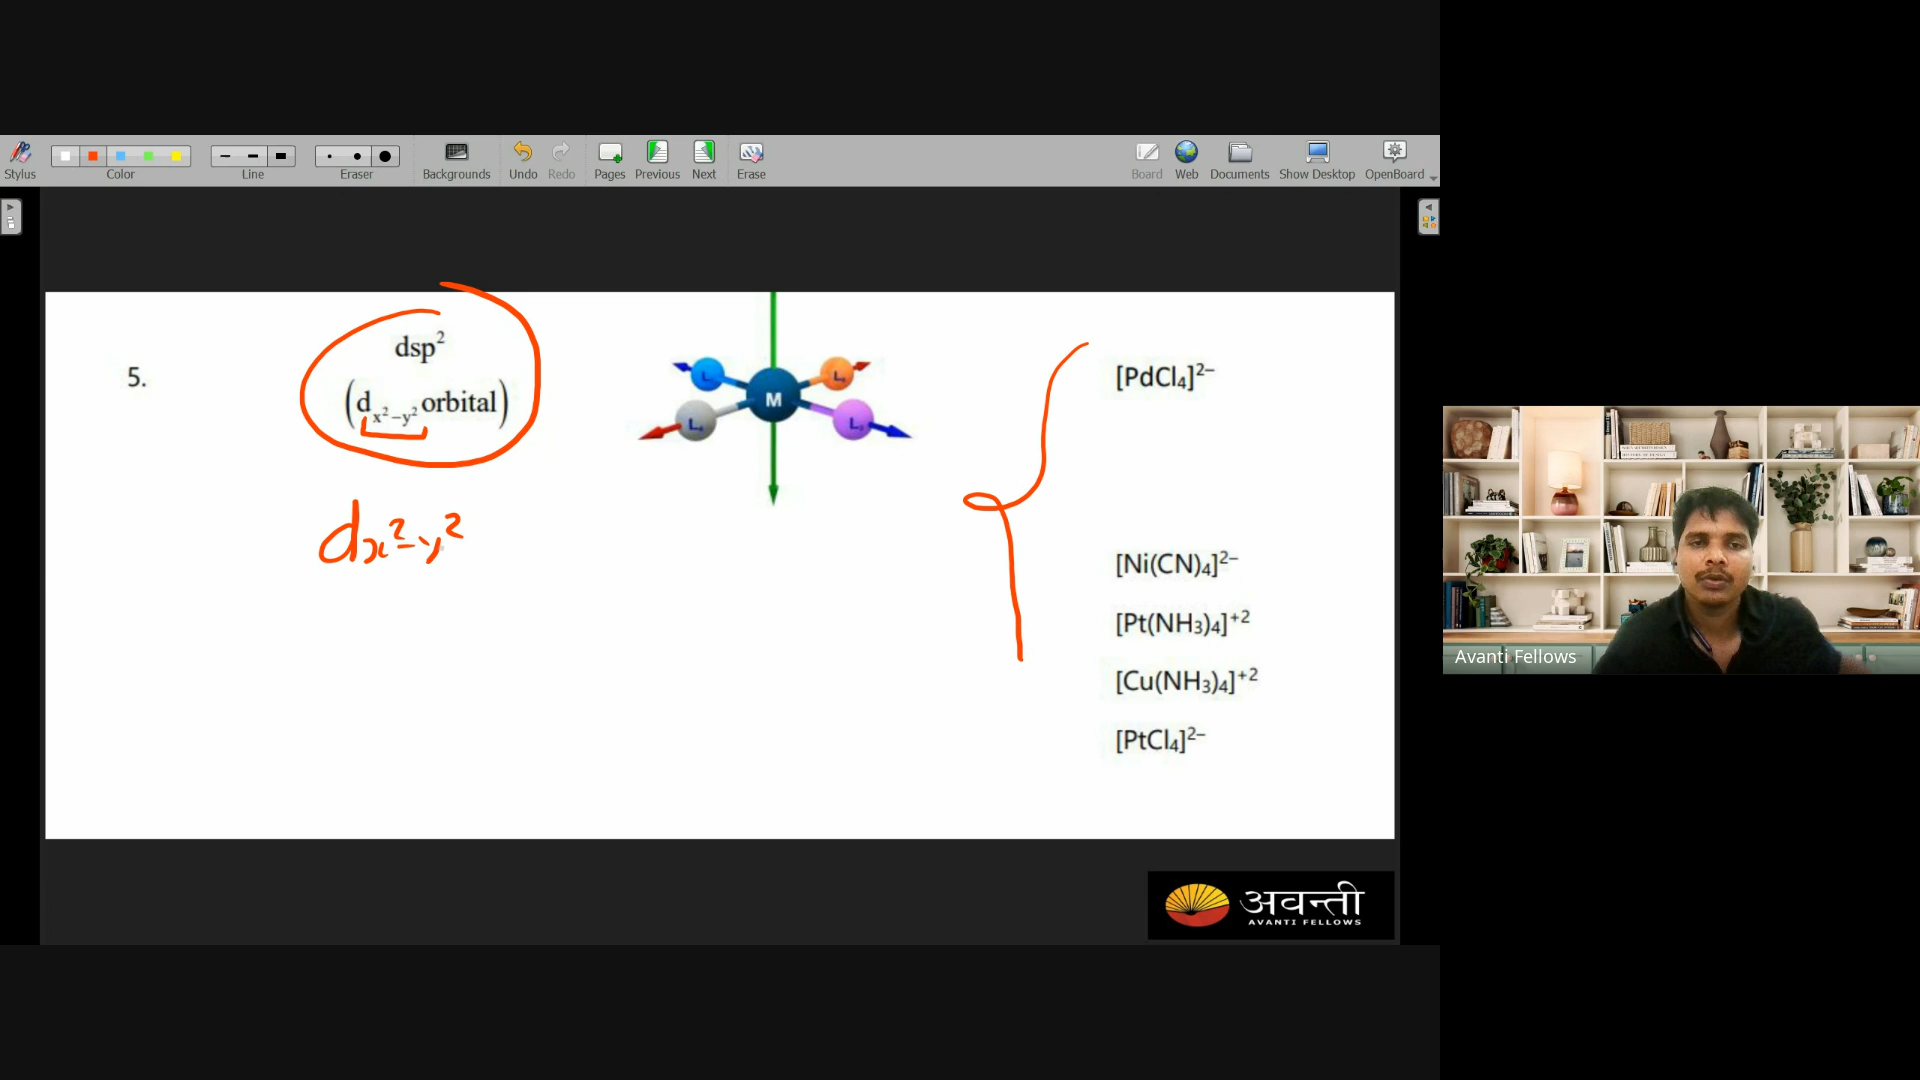 Stylus Color Line Eraser Backgrounds Undo Redo Pages Previous Next Erase Board Web Documents Show Desktop OpenBoard
5.
dsp²
(dx²–y² orbital)
dx²-y²
M
L
L
[PdCl₄]²⁻
[Ni(CN)₄]²⁻
[Pt(NH₃)₄]⁺²
[Cu(NH₃)₄]⁺²
[PtCl₄]²⁻
Avanti Fellows
अवन्ती
AVANTI FELLOWS